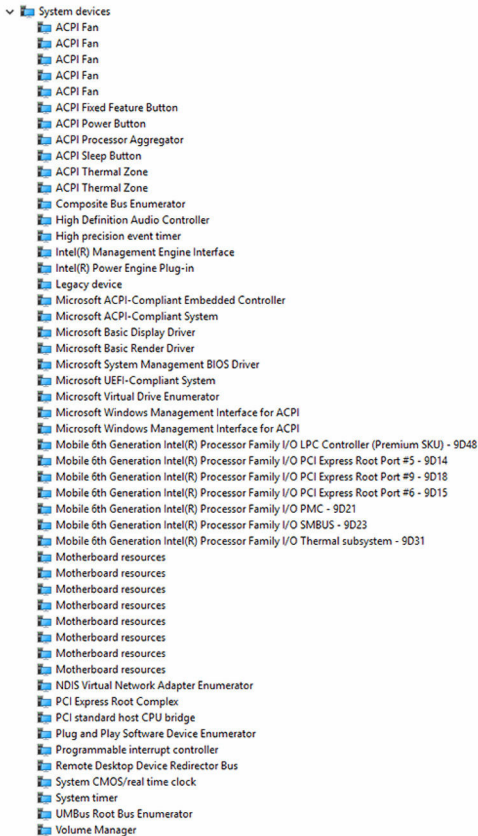 System devices
ACPI Fan
ACPI Fan
ACPI Fan
ACPI Fan
ACPI Fan
ACPI Fixed Feature Button
ACPI Power Button
ACPI Processor Aggregator
ACPI Sleep Button
ACPI Thermal Zone
ACPI Thermal Zone
Composite Bus Enumerator
High Definition Audio Controller
High precision event timer
Intel(R) Management Engine Interface
Intel(R) Power Engine Plug-in
Legacy device
Microsoft ACPI-Compliant Embedded Controller
Microsoft ACPI-Compliant System
Microsoft Basic Display Driver
Microsoft Basic Render Driver
Microsoft System Management BIOS Driver
Microsoft UEFI-Compliant System
Microsoft Virtual Drive Enumerator
Microsoft Windows Management Interface for ACPI
Microsoft Windows Management Interface for ACPI
Mobile 6th Generation Intel(R) Processor Family I/O LPC Controller (Premium SKU) - 9D48
Mobile 6th Generation Intel(R) Processor Family I/O PCI Express Root Port #5 - 9D14
Mobile 6th Generation Intel(R) Processor Family I/O PCI Express Root Port #9 - 9D18
Mobile 6th Generation Intel(R) Processor Family I/O PCI Express Root Port #6 - 9D15
Mobile 6th Generation Intel(R) Processor Family I/O PMC - 9D21
Mobile 6th Generation Intel(R) Processor Family I/O SMBUS - 9D23
Mobile 6th Generation Intel(R) Processor Family I/O Thermal subsystem - 9D31
Motherboard resources
Motherboard resources
Motherboard resources
Motherboard resources
Motherboard resources
Motherboard resources
Motherboard resources
Motherboard resources
NDIS Virtual Network Adapter Enumerator
PCI Express Root Complex
PCI standard host CPU bridge
Plug and Play Software Device Enumerator
Programmable interrupt controller
Remote Desktop Device Redirector Bus
System CMOS/real time clock
System timer
UMBus Root Bus Enumerator
Volume Manager